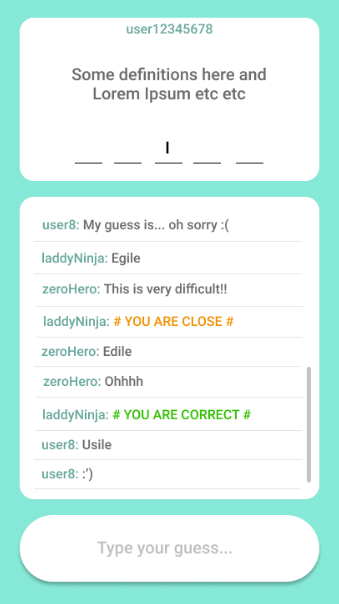 user12345678
Some definitions here and
Lorem Ipsum etc etc
I
user8: My guess is... oh sorry :(
laddyNinja: Egile
zeroHero: This is very difficult!!
laddyNinja: # YOU ARE CLOSE #
zeroHero: Edile
zeroHero: Ohhhh
laddyNinja: # YOU ARE CORRECT #
user8: Usile
user8: :’)
Type your guess...